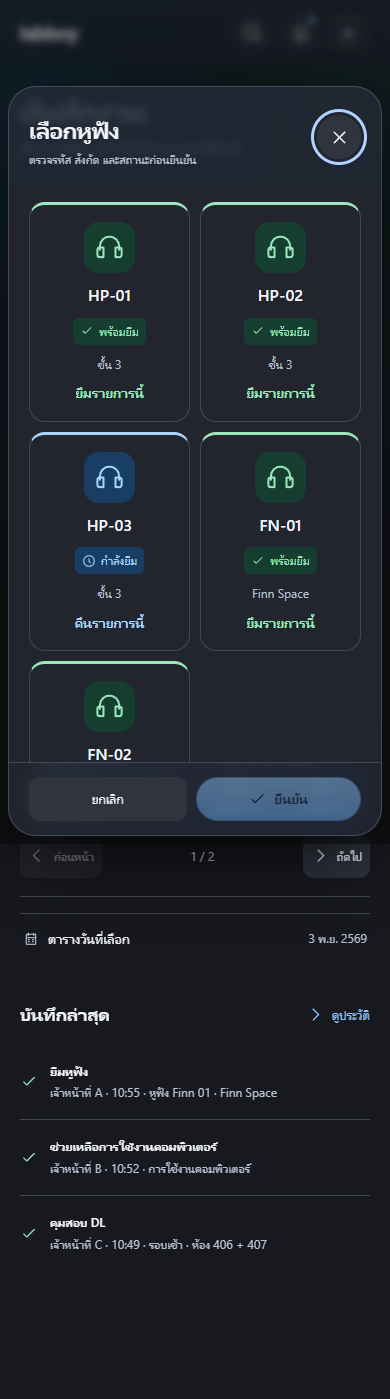 labboy
เลือกหูฟัง
ตรวจรหัส สังกัด และสถานะก่อนยืนยัน
HP-01
พร้อมยืม
ชั้น 3
ยืมรายการนี้
HP-02
พร้อมยืม
ชั้น 3
ยืมรายการนี้
HP-03
กำลังยืม
ชั้น 3
คืนรายการนี้
FN-01
พร้อมยืม
Finn Space
ยืมรายการนี้
FN-02
ยกเลิก
ยืนยัน
ก่อนหน้า
1 / 2
ถัดไป
ตารางวันที่เลือก
3 พ.ย. 2569
บันทึกล่าสุด
ดูประวัติ
ยืมหูฟัง
เจ้าหน้าที่ A · 10:55 · หูฟัง Finn 01 · Finn Space
ช่วยเหลือการใช้งานคอมพิวเตอร์
เจ้าหน้าที่ B · 10:52 · การใช้งานคอมพิวเตอร์
คุมสอบ DL
เจ้าหน้าที่ C · 10:49 · รอบเช้า · ห้อง 406 + 407